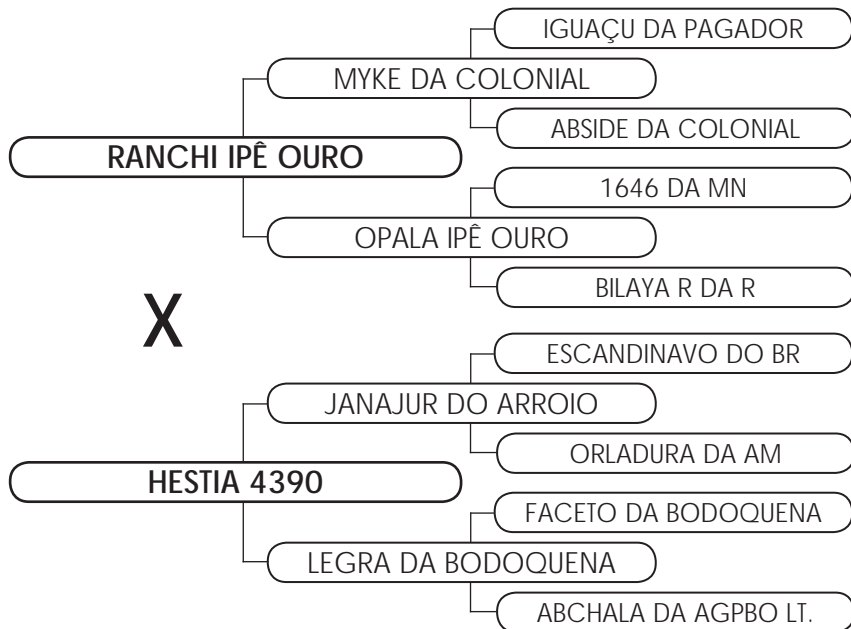 IGUAÇU DA PAGADOR
MYKE DA COLONIAL
ABSIDE DA COLONIAL
RANCHI IPÊ OURO
1646 DA MN
OPALA IPÊ OURO
BILAYA R DA R
X
ESCANDINAVO DO BR
JANAJUR DO ARROIO
ORLADURA DA AM
HESTIA 4390
FACETO DA BODOQUENA
LEGRA DA BODOQUENA
ABCHALA DA AGPBO LT.